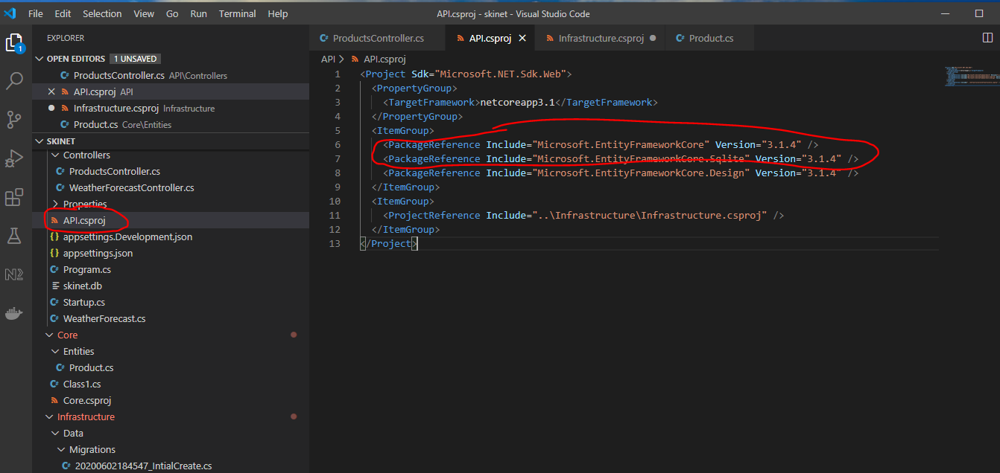 File Edit Selection View Go Run Terminal Help API.csproj - skinet - Visual Studio Code
EXPLORER
OPEN EDITORS 1 UNSAVED
ProductsController.cs API\Controllers
API.csproj API
Infrastructure.csproj Infrastructure
Product.cs Core\Entities
SKINET
Controllers
ProductsController.cs
WeatherForecastController.cs
Properties
API.csproj
appsettings.Development.json
appsettings.json
Program.cs
skinet.db
Startup.cs
WeatherForecast.cs
Core
Entities
Product.cs
Class1.cs
Core.csproj
Infrastructure
Data
Migrations
20200602184547_IntialCreate.cs
ProductsController.cs API.csproj Infrastructure.csproj Product.cs
API > API.csproj
1 <Project Sdk="Microsoft.NET.Sdk.Web">
2 <PropertyGroup>
3 <TargetFramework>netcoreapp3.1</TargetFramework>
4 </PropertyGroup>
5 <ItemGroup>
6 <PackageReference Include="Microsoft.EntityFrameworkCore" Version="3.1.4" />
7 <PackageReference Include="Microsoft.EntityFrameworkCore.Sqlite" Version="3.1.4" />
8 <PackageReference Include="Microsoft.EntityFrameworkCore.Design" Version="3.1.4" />
9 </ItemGroup>
10 <ItemGroup>
11 <ProjectReference Include="..\Infrastructure\Infrastructure.csproj" />
12 </ItemGroup>
13 </Project>
1